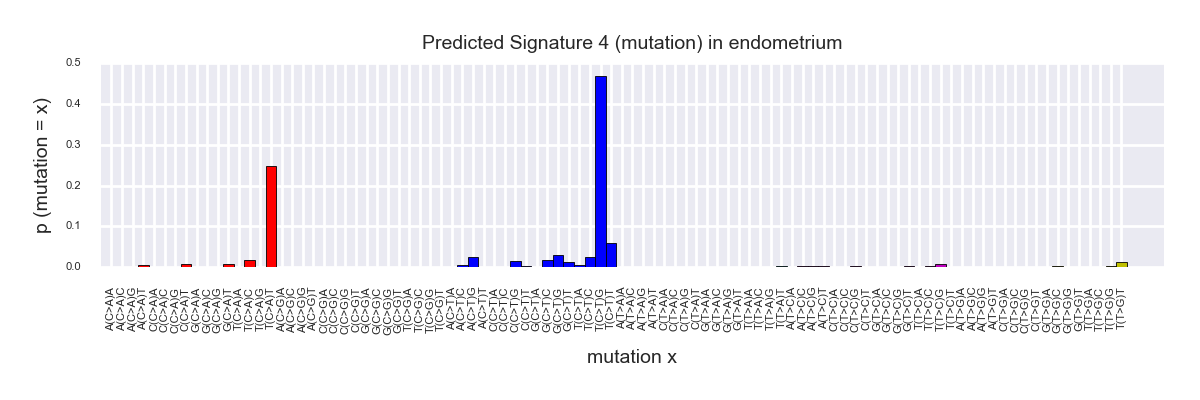 Predicted Signature 4 (mutation) in endometrium
p (mutation = x)
0.5
0.4
0.3
0.2
0.1
0.0
A(C>A)A
A(C>A)C
A(C>A)G
A(C>A)T
C(C>A)A
C(C>A)C
C(C>A)G
C(C>A)T
G(C>A)A
G(C>A)C
G(C>A)G
G(C>A)T
T(C>A)A
T(C>A)C
T(C>A)G
T(C>A)T
A(C>G)A
A(C>G)C
A(C>G)G
A(C>G)T
C(C>G)A
C(C>G)C
C(C>G)G
C(C>G)T
G(C>G)A
G(C>G)C
G(C>G)G
G(C>G)T
T(C>G)A
T(C>G)C
T(C>G)G
T(C>G)T
A(C>T)A
A(C>T)C
A(C>T)G
A(C>T)T
C(C>T)A
C(C>T)C
C(C>T)G
C(C>T)T
G(C>T)A
G(C>T)C
G(C>T)G
G(C>T)T
T(C>T)A
T(C>T)C
T(C>T)G
T(C>T)T
A(T>A)A
A(T>A)C
A(T>A)G
A(T>A)T
C(T>A)A
C(T>A)C
C(T>A)G
C(T>A)T
G(T>A)A
G(T>A)C
G(T>A)G
G(T>A)T
T(T>A)A
T(T>A)C
T(T>A)G
T(T>A)T
A(T>C)A
A(T>C)C
A(T>C)G
A(T>C)T
C(T>C)A
C(T>C)C
C(T>C)G
C(T>C)T
G(T>C)A
G(T>C)C
G(T>C)G
G(T>C)T
T(T>C)A
T(T>C)C
T(T>C)G
T(T>C)T
A(T>G)A
A(T>G)C
A(T>G)G
A(T>G)T
C(T>G)A
C(T>G)C
C(T>G)G
C(T>G)T
G(T>G)A
G(T>G)C
G(T>G)G
G(T>G)T
T(T>G)A
T(T>G)C
T(T>G)G
T(T>G)T
mutation x